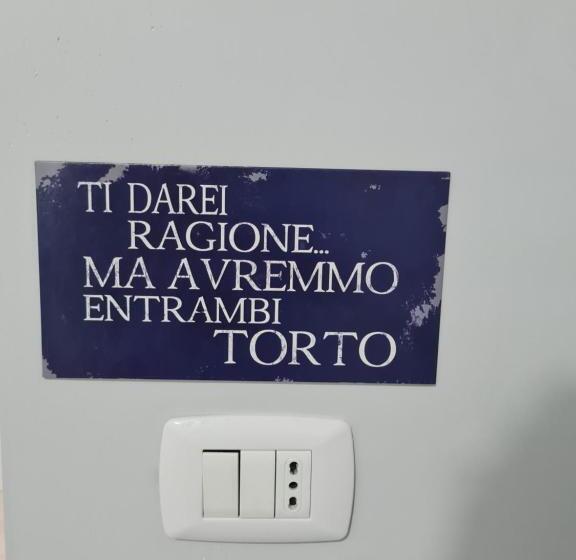 TI DAREI
RAGIONE...
MA AVREMMO
ENTRAMBI
TORTO